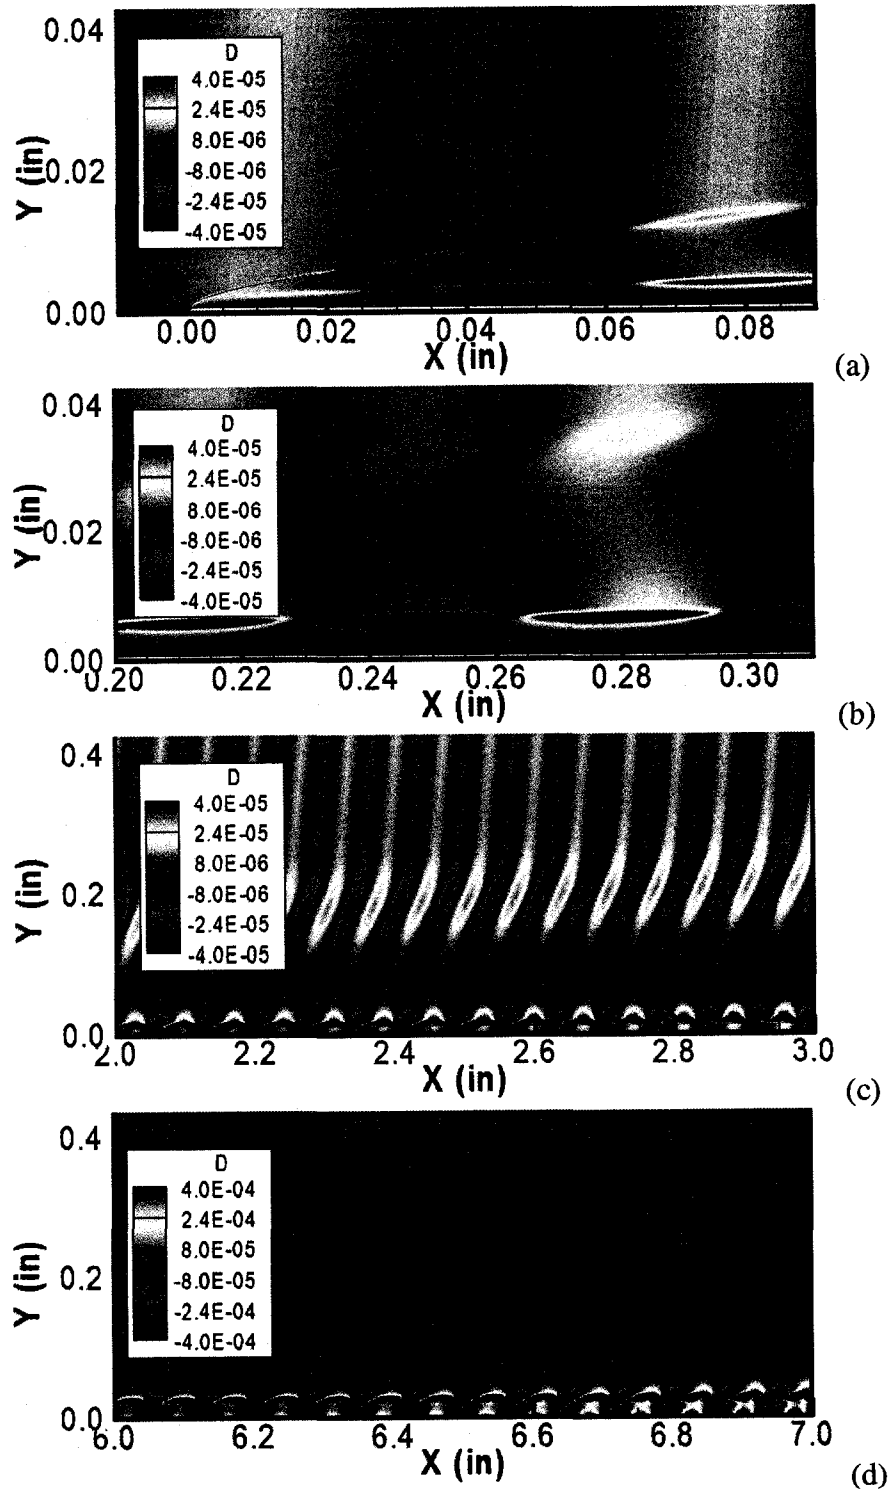 0.04
D
4.0E-05
2.4E-05
8.0E-06
-8.0E-06
-2.4E-05
-4.0E-05
Y (in)
0.02
0.00
0.00 0.02 0.04 0.06 0.08
X (in)
(a)
0.04
D
4.0E-05
2.4E-05
8.0E-06
-8.0E-06
-2.4E-05
-4.0E-05
Y (in)
0.02
0.00
0.20 0.22 0.24 0.26 0.28 0.30
X (in)
(b)
0.4
D
4.0E-05
2.4E-05
8.0E-06
-8.0E-06
-2.4E-05
-4.0E-05
Y (in)
0.2
0.0
2.0 2.2 2.4 2.6 2.8 3.0
X (in)
(c)
0.4
D
4.0E-04
2.4E-04
8.0E-05
-8.0E-05
-2.4E-04
-4.0E-04
Y (in)
0.2
0.0
6.0 6.2 6.4 6.6 6.8 7.0
X (in)
(d)